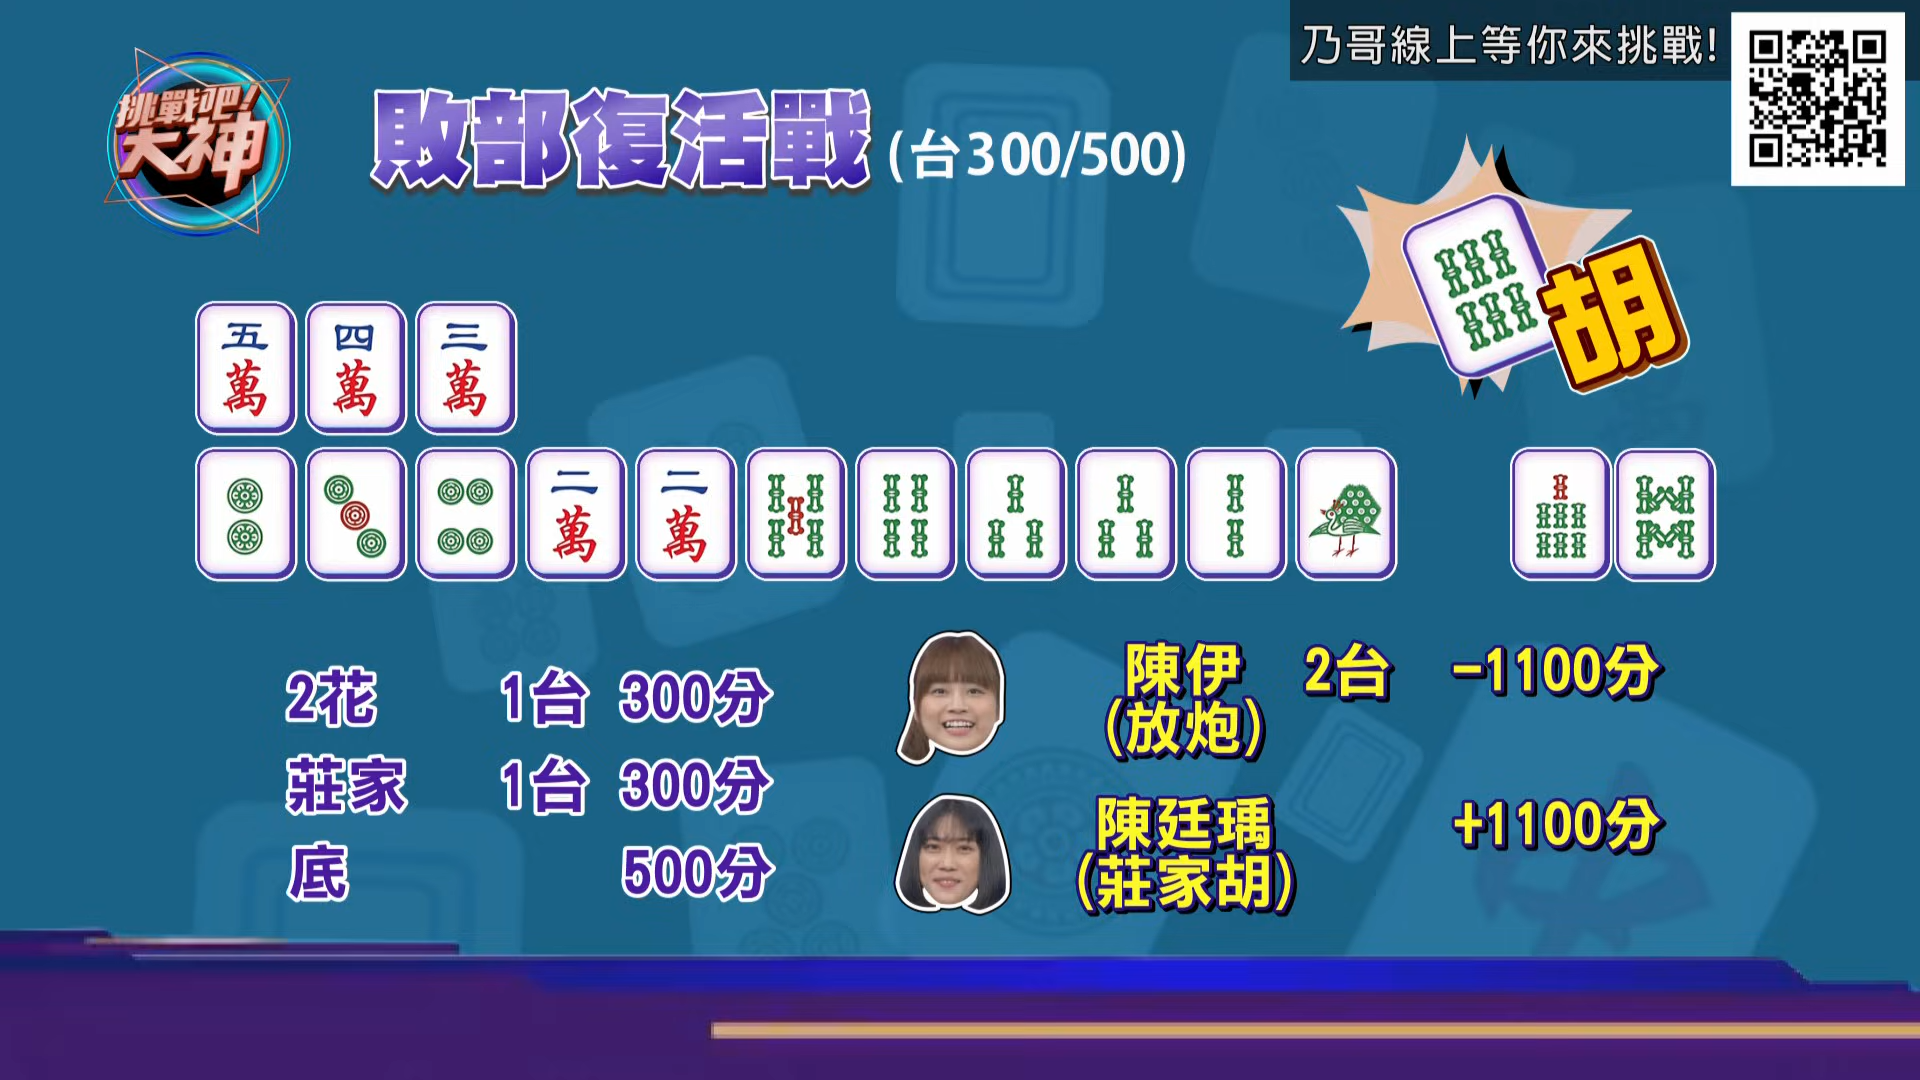 乃哥線上等你來挑戰!
挑戰吧!
大神
敗部復活戰(台300/500)
胡
五萬 四萬 三萬
二萬 二萬
2花 1台 300分
莊家 1台 300分
底 500分
陳伊 2台 -1100分
(放炮)
陳廷瑀 +1100分
(莊家胡)